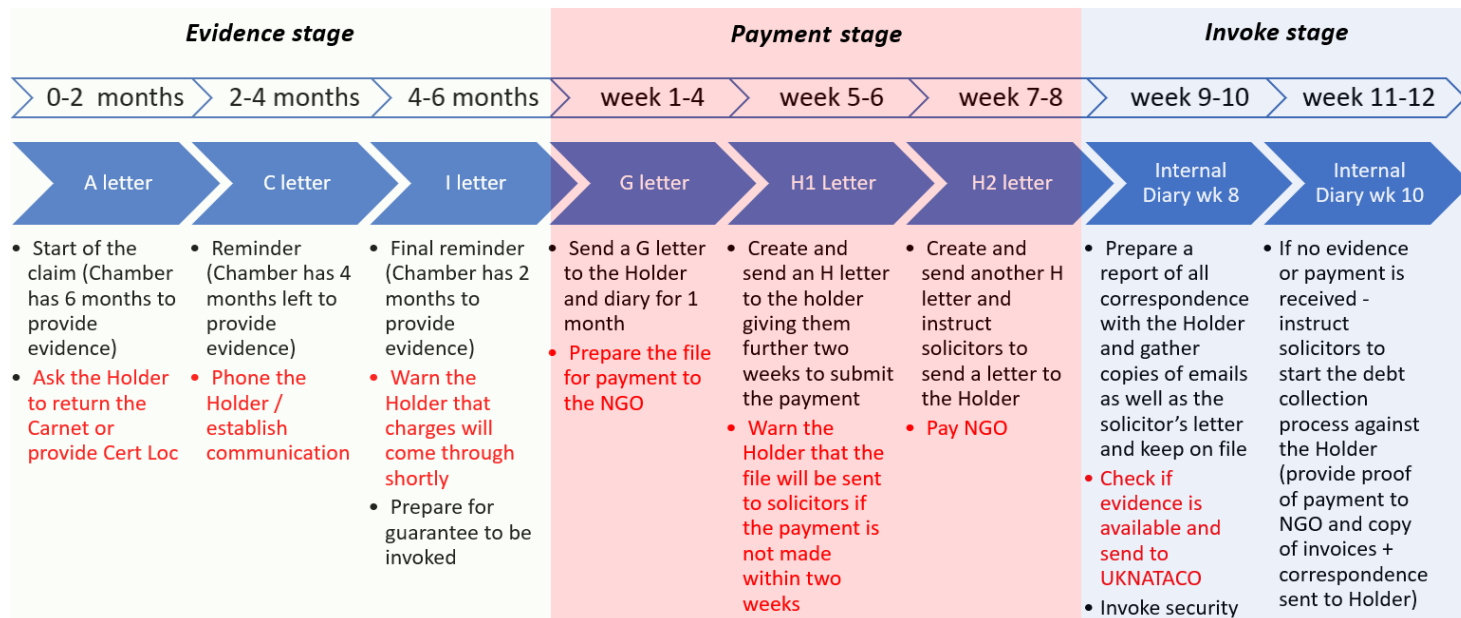 Evidence stage
Payment stage
Invoke stage
0-2 months
2-4 months
4-6 months
week 1-4
week 5-6
week 7-8
week 9-10
week 11-12
A letter
C letter
I letter
G letter
H1 Letter
H2 letter
Internal
Diary wk 8
Internal
Diary wk 10
• Start of the
claim (Chamber
has 6 months to
provide
evidence)
• Ask the Holder
to return the
Carnet or
provide Cert Loc
• Reminder
(Chamber has 4
months left to
provide
evidence)
• Phone the
Holder /
establish
communication
• Final reminder
(Chamber has 2
months to
provide
evidence)
• Warn the
Holder that
charges will
come through
shortly
• Prepare for
guarantee to be
invoked
• Send a G letter
to the Holder
and diary for 1
month
• Prepare the file
for payment to
the NGO
• Create and
send an H letter
to the holder
giving them
further two
weeks to submit
the payment
• Warn the
Holder that the
file will be sent
to solicitors if
the payment is
not made
within two
weeks
• Create and
send another H
letter and
instruct
solicitors to
send a letter to
the Holder
• Pay NGO
• Prepare a
report of all
correspondence
with the Holder
and gather
copies of emails
as well as the
solicitor's letter
and keep on file
• Check if
evidence is
available and
send to
UKNATACO
• Invoke security
• If no evidence
or payment is
received -
instruct
solicitors to
start the debt
collection
process against
the Holder
(provide proof
of payment to
NGO and copy
of invoices +
correspondence
sent to Holder)